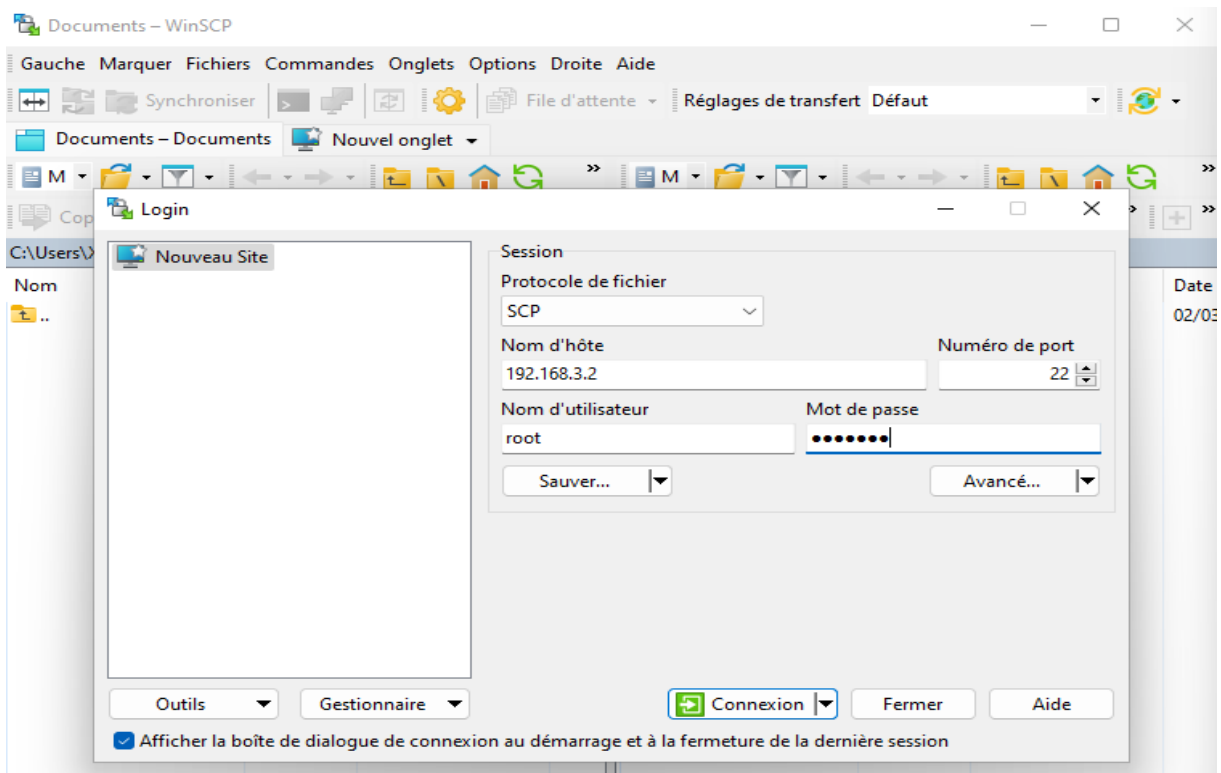 Documents – WinSCP
Gauche Marquer Fichiers Commandes Onglets Options Droite Aide
Synchroniser File d'attente Réglages de transfert Défaut
Documents – Documents Nouvel onglet
M » M »
Cop » »
Login
C:\Users\
Nom Date
.. 02/03
Nouveau Site
Session
Protocole de fichier
SCP
Nom d'hôte Numéro de port
192.168.3.2 22
Nom d'utilisateur Mot de passe
root •••••••
Sauver... Avancé...
Outils Gestionnaire Connexion Fermer Aide
Afficher la boîte de dialogue de connexion au démarrage et à la fermeture de la dernière session